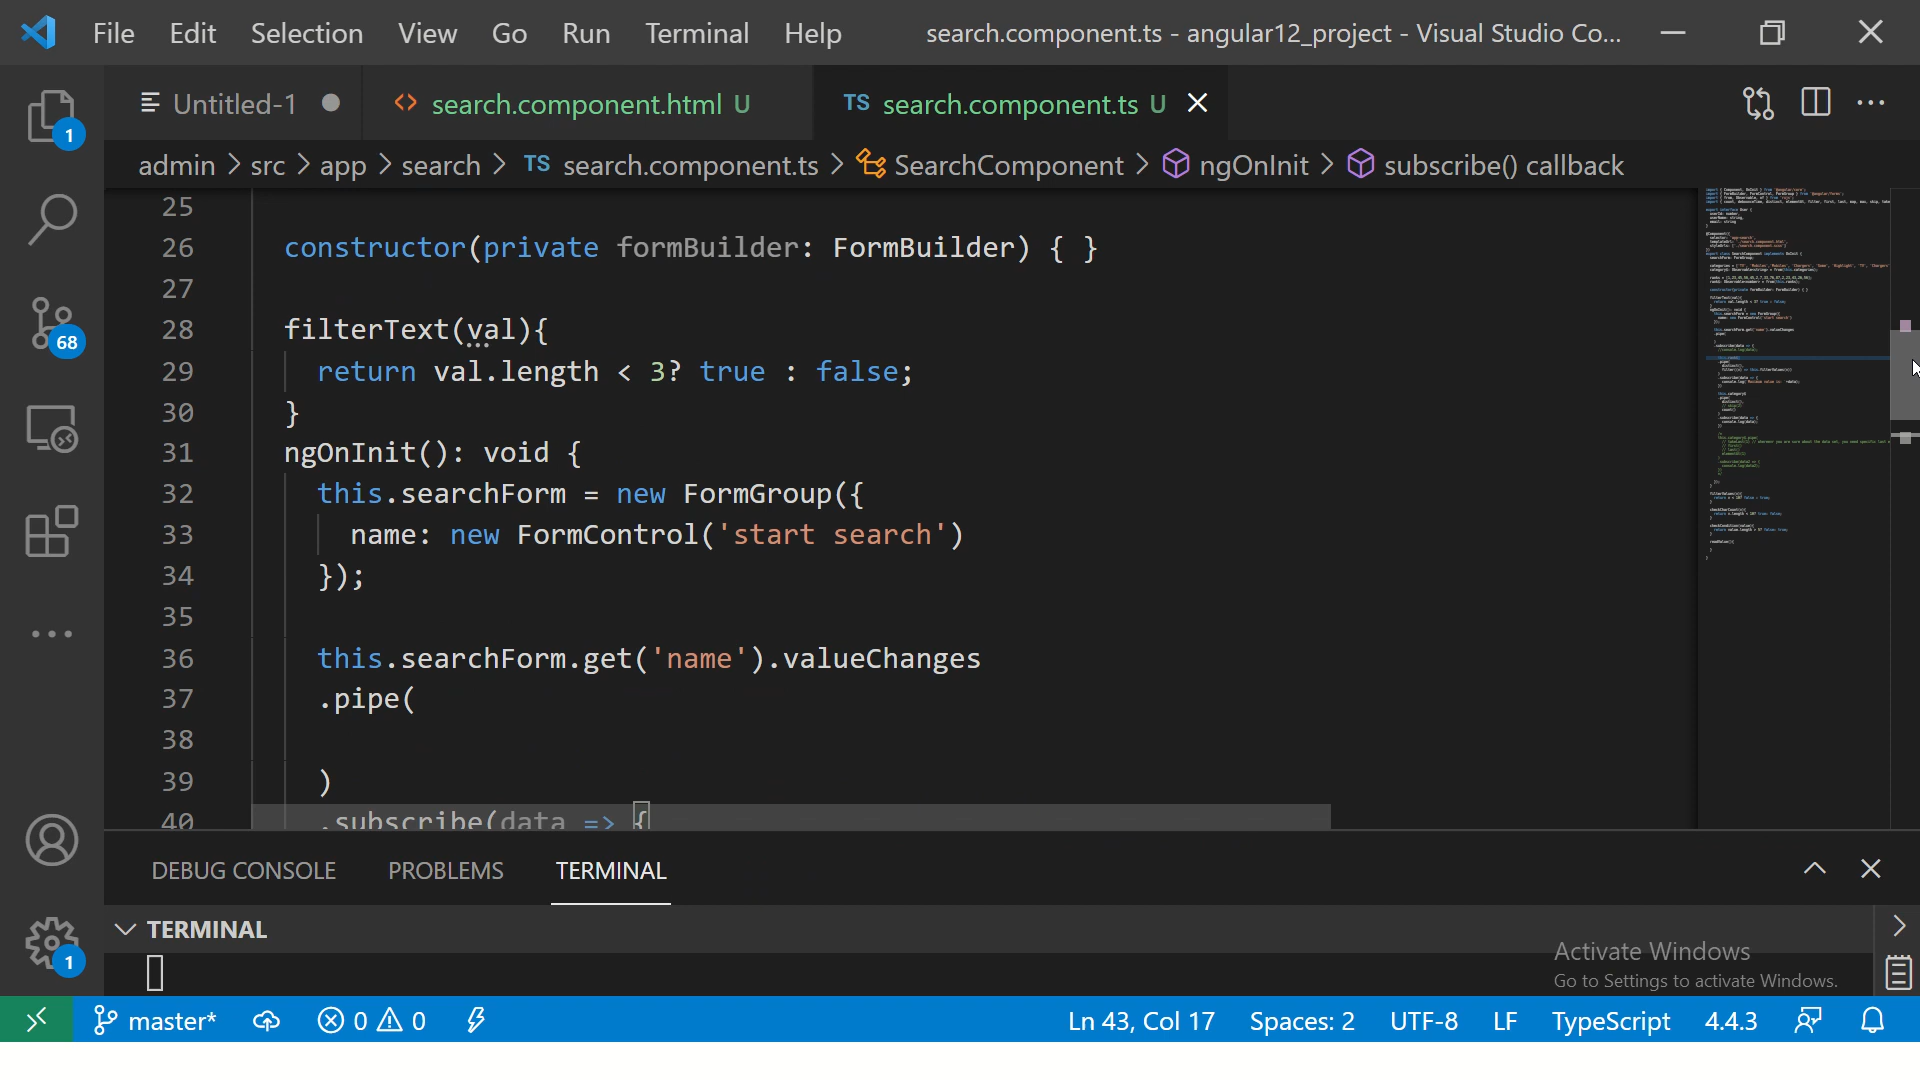 File Edit Selection View Go Run Terminal Help search.component.ts - angular12_project - Visual Studio Co...
Untitled-1 search.component.html U TS search.component.ts U
admin > src > app > search > TS search.component.ts > SearchComponent > ngOnInit > subscribe() callback
25
26 constructor(private formBuilder: FormBuilder) { }
27
28 filterText(val){
29 return val.length < 3? true : false;
30 }
31 ngOnInit(): void {
32 this.searchForm = new FormGroup({
33 name: new FormControl('start search')
34 });
35
36 this.searchForm.get('name').valueChanges
37 .pipe(
38
39 )
40 .subscribe(data => {
1
68
1
DEBUG CONSOLE PROBLEMS TERMINAL
TERMINAL
Activate Windows
Go to Settings to activate Windows.
master* 0 0 Ln 43, Col 17 Spaces: 2 UTF-8 LF TypeScript 4.4.3